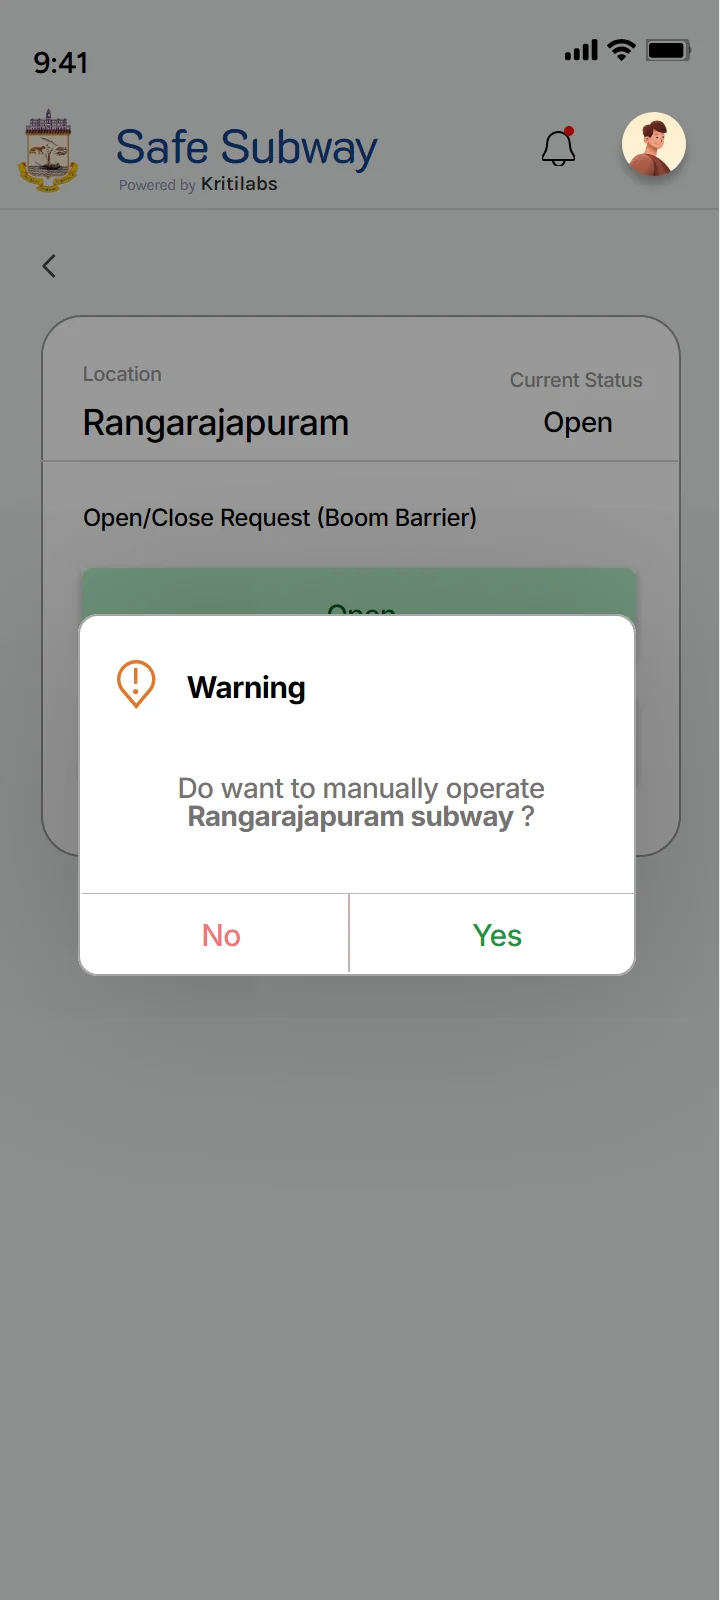 9:41
Safe Subway
Powered by Kritilabs
Location
Current Status
Rangarajapuram
Open
Open/Close Request (Boom Barrier)
Open
Warning
Do want to manually operate
Rangarajapuram subway ?
No
Yes